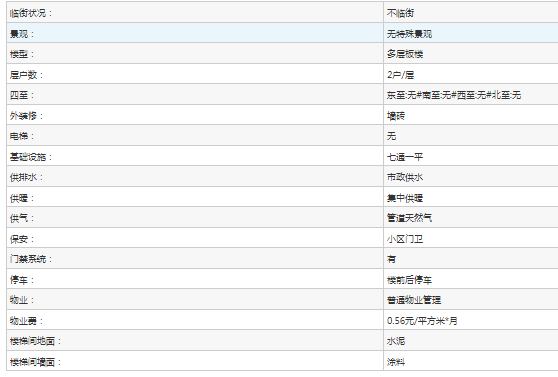 临街状况： 不临街
景观： 无特殊景观
楼型： 多层板楼
层户数： 2户/层
四至： 东至:无#南至:无#西至:无#北至:无
外装修： 墙砖
电梯： 无
基础设施： 七通一平
供排水： 市政供水
供暖： 集中供暖
供气： 管道天然气
保安： 小区门卫
门禁系统： 有
停车： 楼前后停车
物业： 普通物业管理
物业费： 0.56元/平方米*月
楼梯间地面： 水泥
楼梯间墙面： 涂料